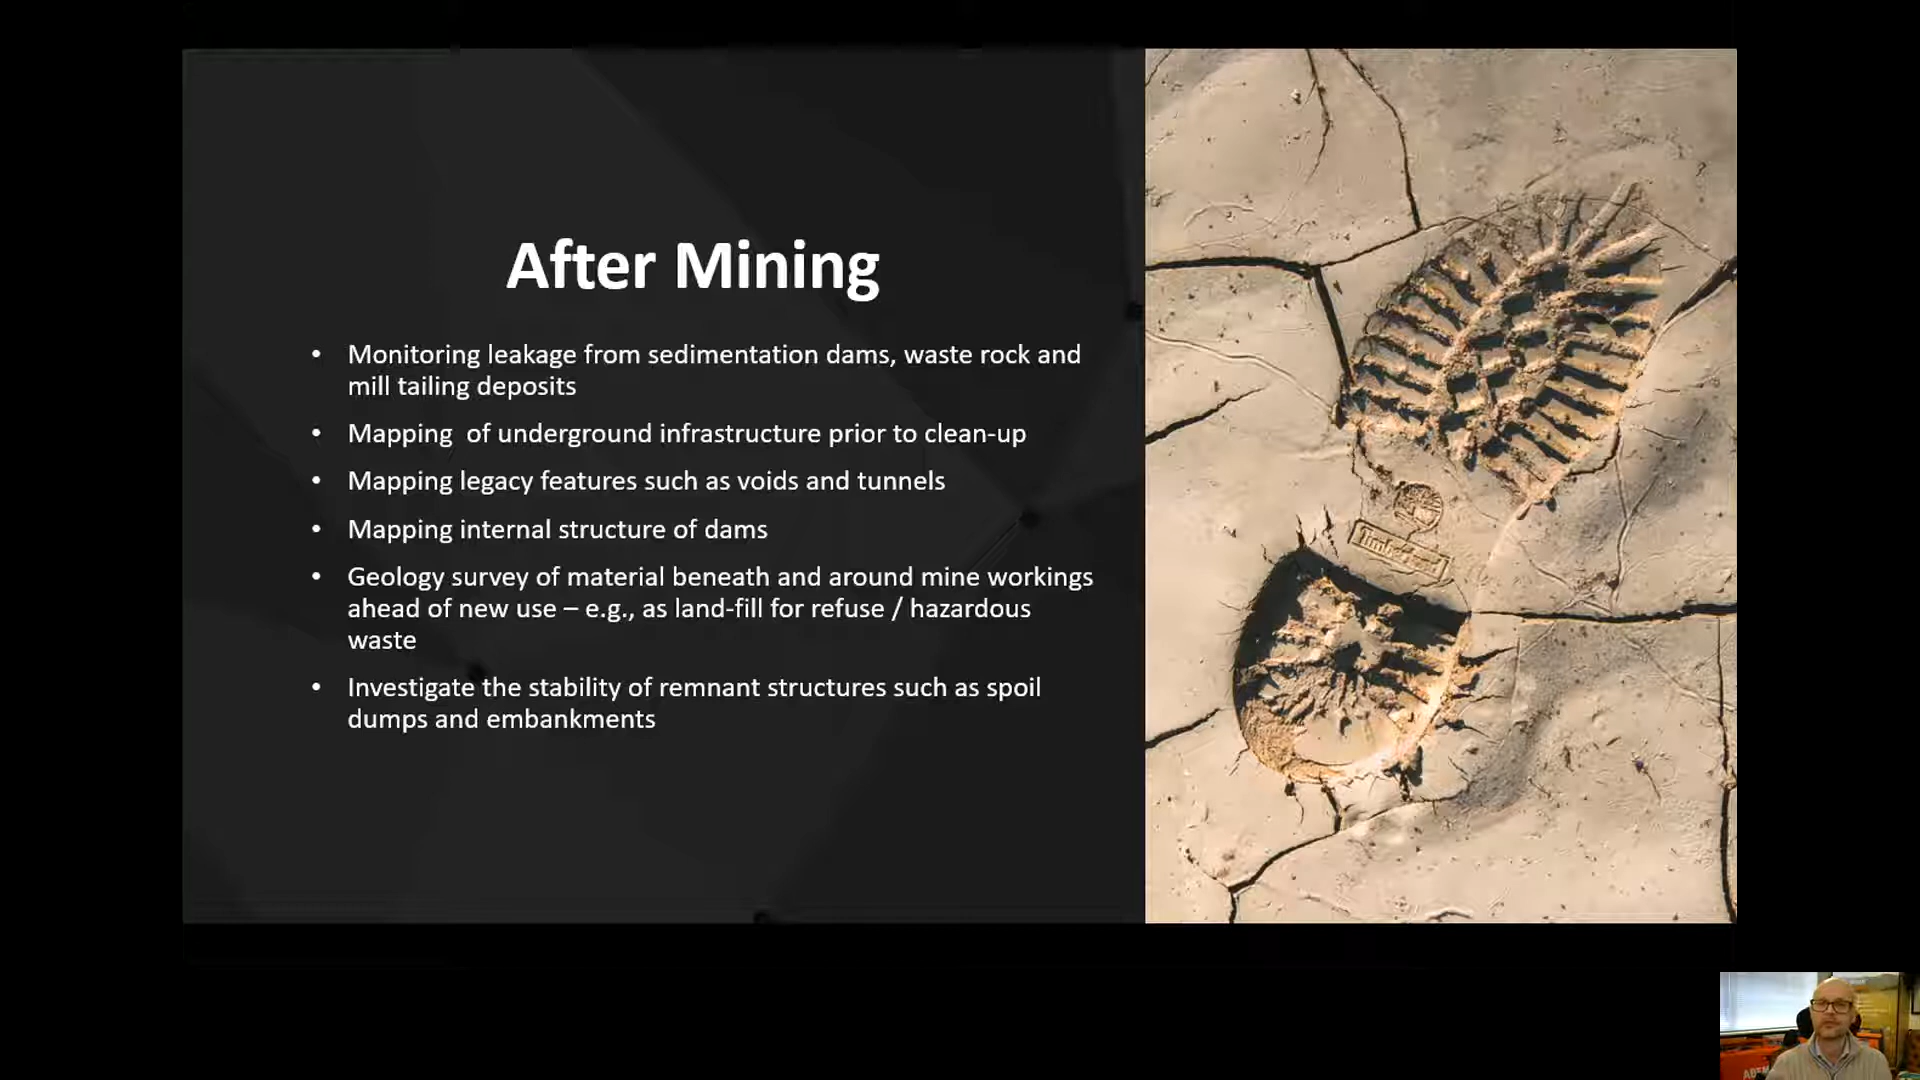 After Mining
• Monitoring leakage from sedimentation dams, waste rock and
mill tailing deposits
• Mapping  of underground infrastructure prior to clean-up
• Mapping legacy features such as voids and tunnels
• Mapping internal structure of dams
• Geology survey of material beneath and around mine workings
ahead of new use – e.g., as land-fill for refuse / hazardous
waste
• Investigate the stability of remnant structures such as spoil
dumps and embankments
Timberland
ABEM